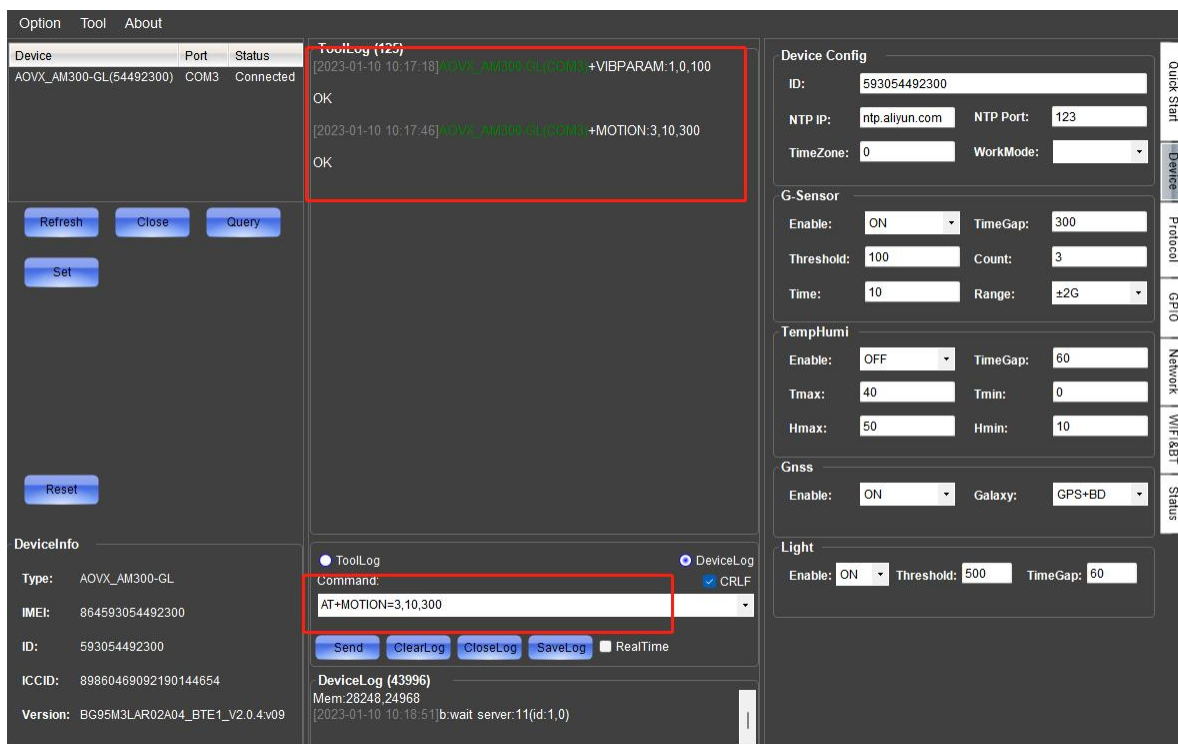 Option Tool About
Device Port Status
AOVX_AM300-GL(54492300) COM3 Connected
Refresh Close Query
Set
Reset
DeviceInfo
Type: AOVX_AM300-GL
IMEI: 864593054492300
ID: 593054492300
ICCID: 89860469092190144654
Version: BG95M3LAR02A04_BTE1_V2.0.4:v09
ToolLog (125)
[2023-01-10 10:17:18]AOVX_AM300-GL(COM3)+VIBPARAM:1,0,100
OK
[2023-01-10 10:17:46]AOVX_AM300-GL(COM3)+MOTION:3,10,300
OK
ToolLog DeviceLog
Command: CRLF
AT+MOTION=3,10,300
Send ClearLog CloseLog SaveLog RealTime
DeviceLog (43996)
Mem:28248,24968
[2023-01-10 10:18:51]b:wait server:11(id:1,0)
Device Config
ID: 593054492300
NTP IP: ntp.aliyun.com NTP Port: 123
TimeZone: 0 WorkMode:
G-Sensor
Enable: ON TimeGap: 300
Threshold: 100 Count: 3
Time: 10 Range: ±2G
TempHumi
Enable: OFF TimeGap: 60
Tmax: 40 Tmin: 0
Hmax: 50 Hmin: 10
Gnss
Enable: ON Galaxy: GPS+BD
Light
Enable: ON Threshold: 500 TimeGap: 60
Quick Start
Device
Protocol
GPIO
Network
WIFI&BT
Status